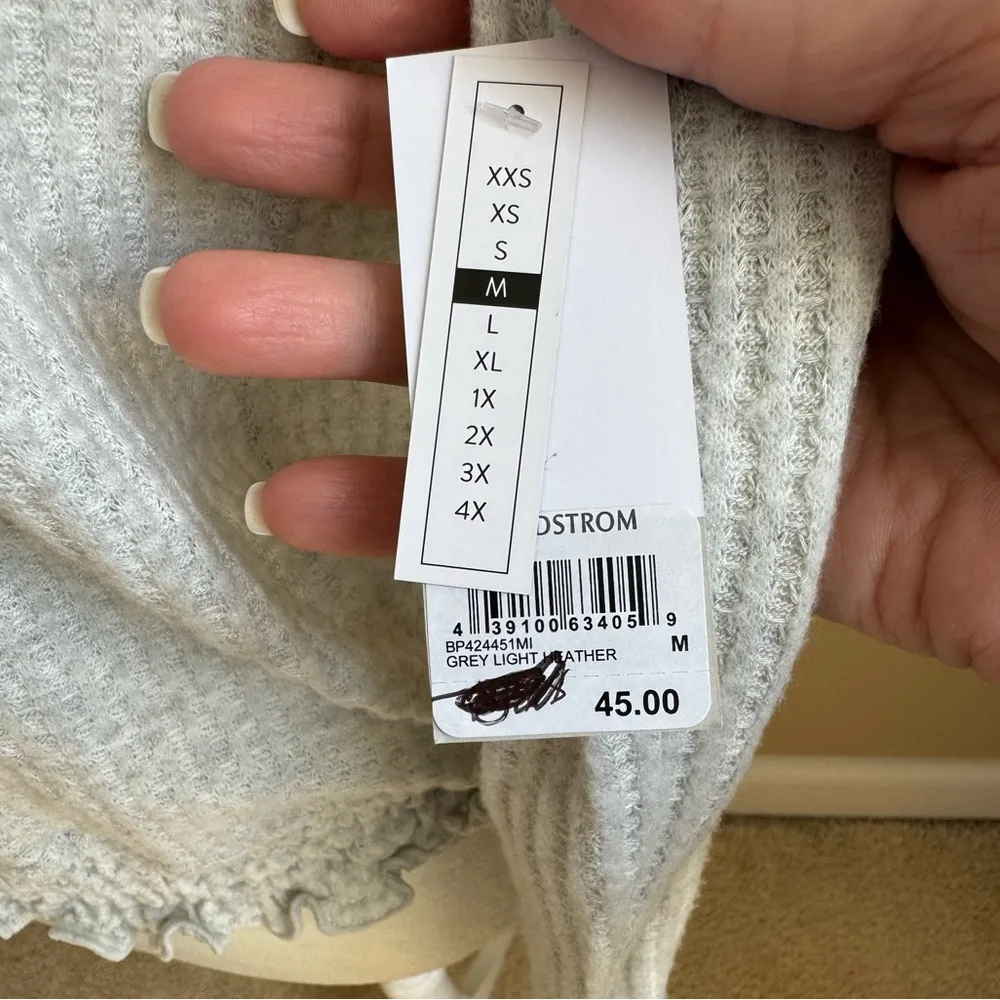 XXS
XS
S
M
L
XL
1X
2X
3X
4X
DSTROM
4 39100 63405 9
BP424451MI
GREY LIGHT HEATHER
M
45.00